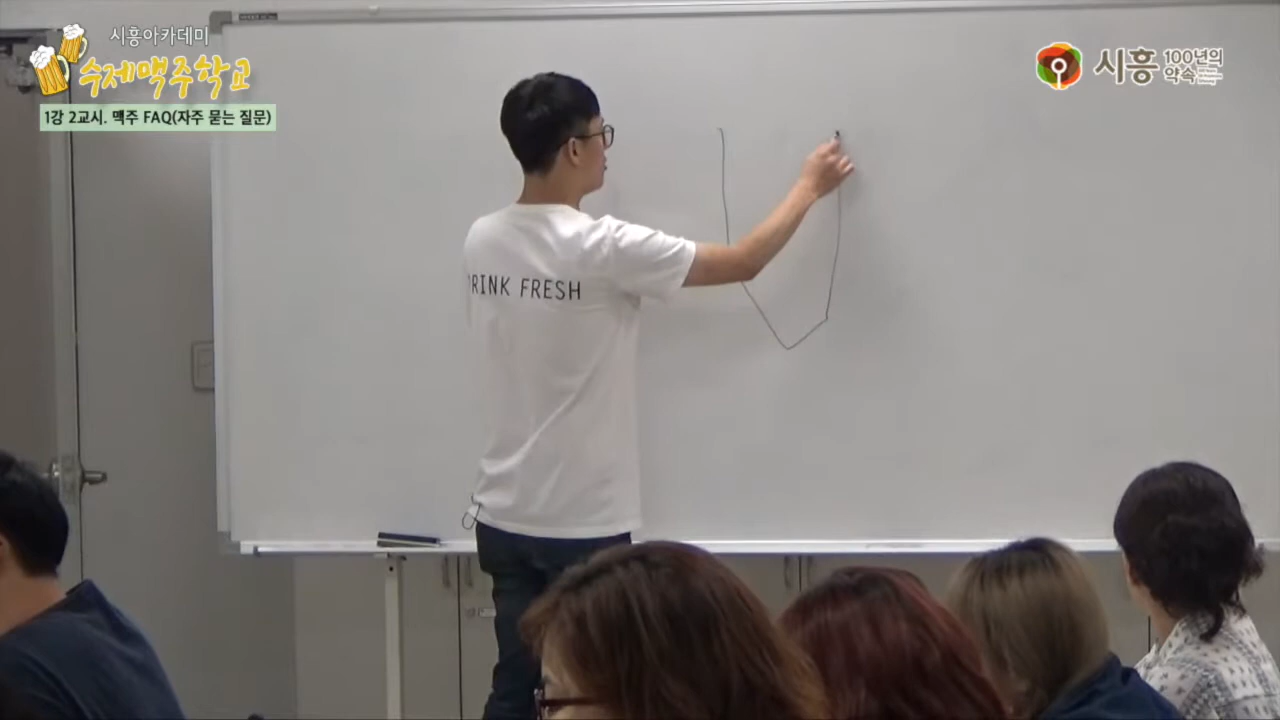 시흥아카데미
수제맥주학교
1강 2교시. 맥주 FAQ(자주 묻는 질문)
시흥
100년의
약속
RINK FRESH